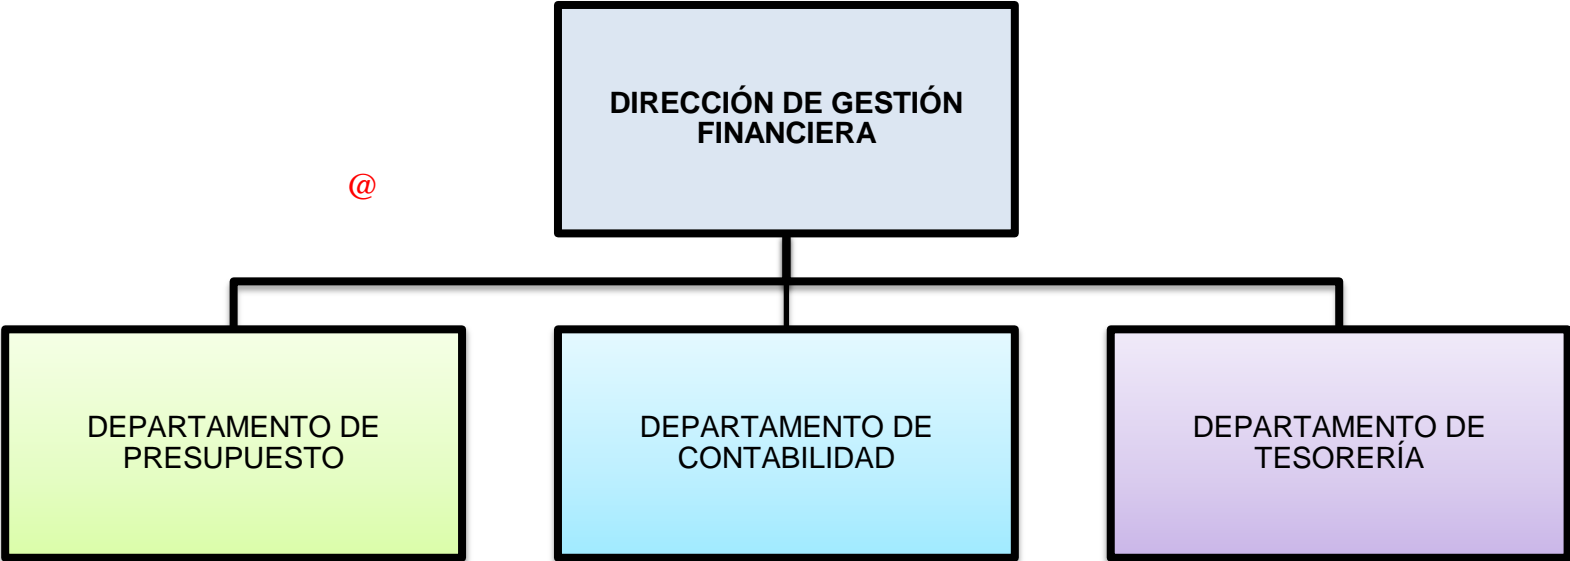 DIRECCIÓN DE GESTIÓN
FINANCIERA
@
DEPARTAMENTO DE
PRESUPUESTO
DEPARTAMENTO DE
CONTABILIDAD
DEPARTAMENTO DE
TESORERÍA